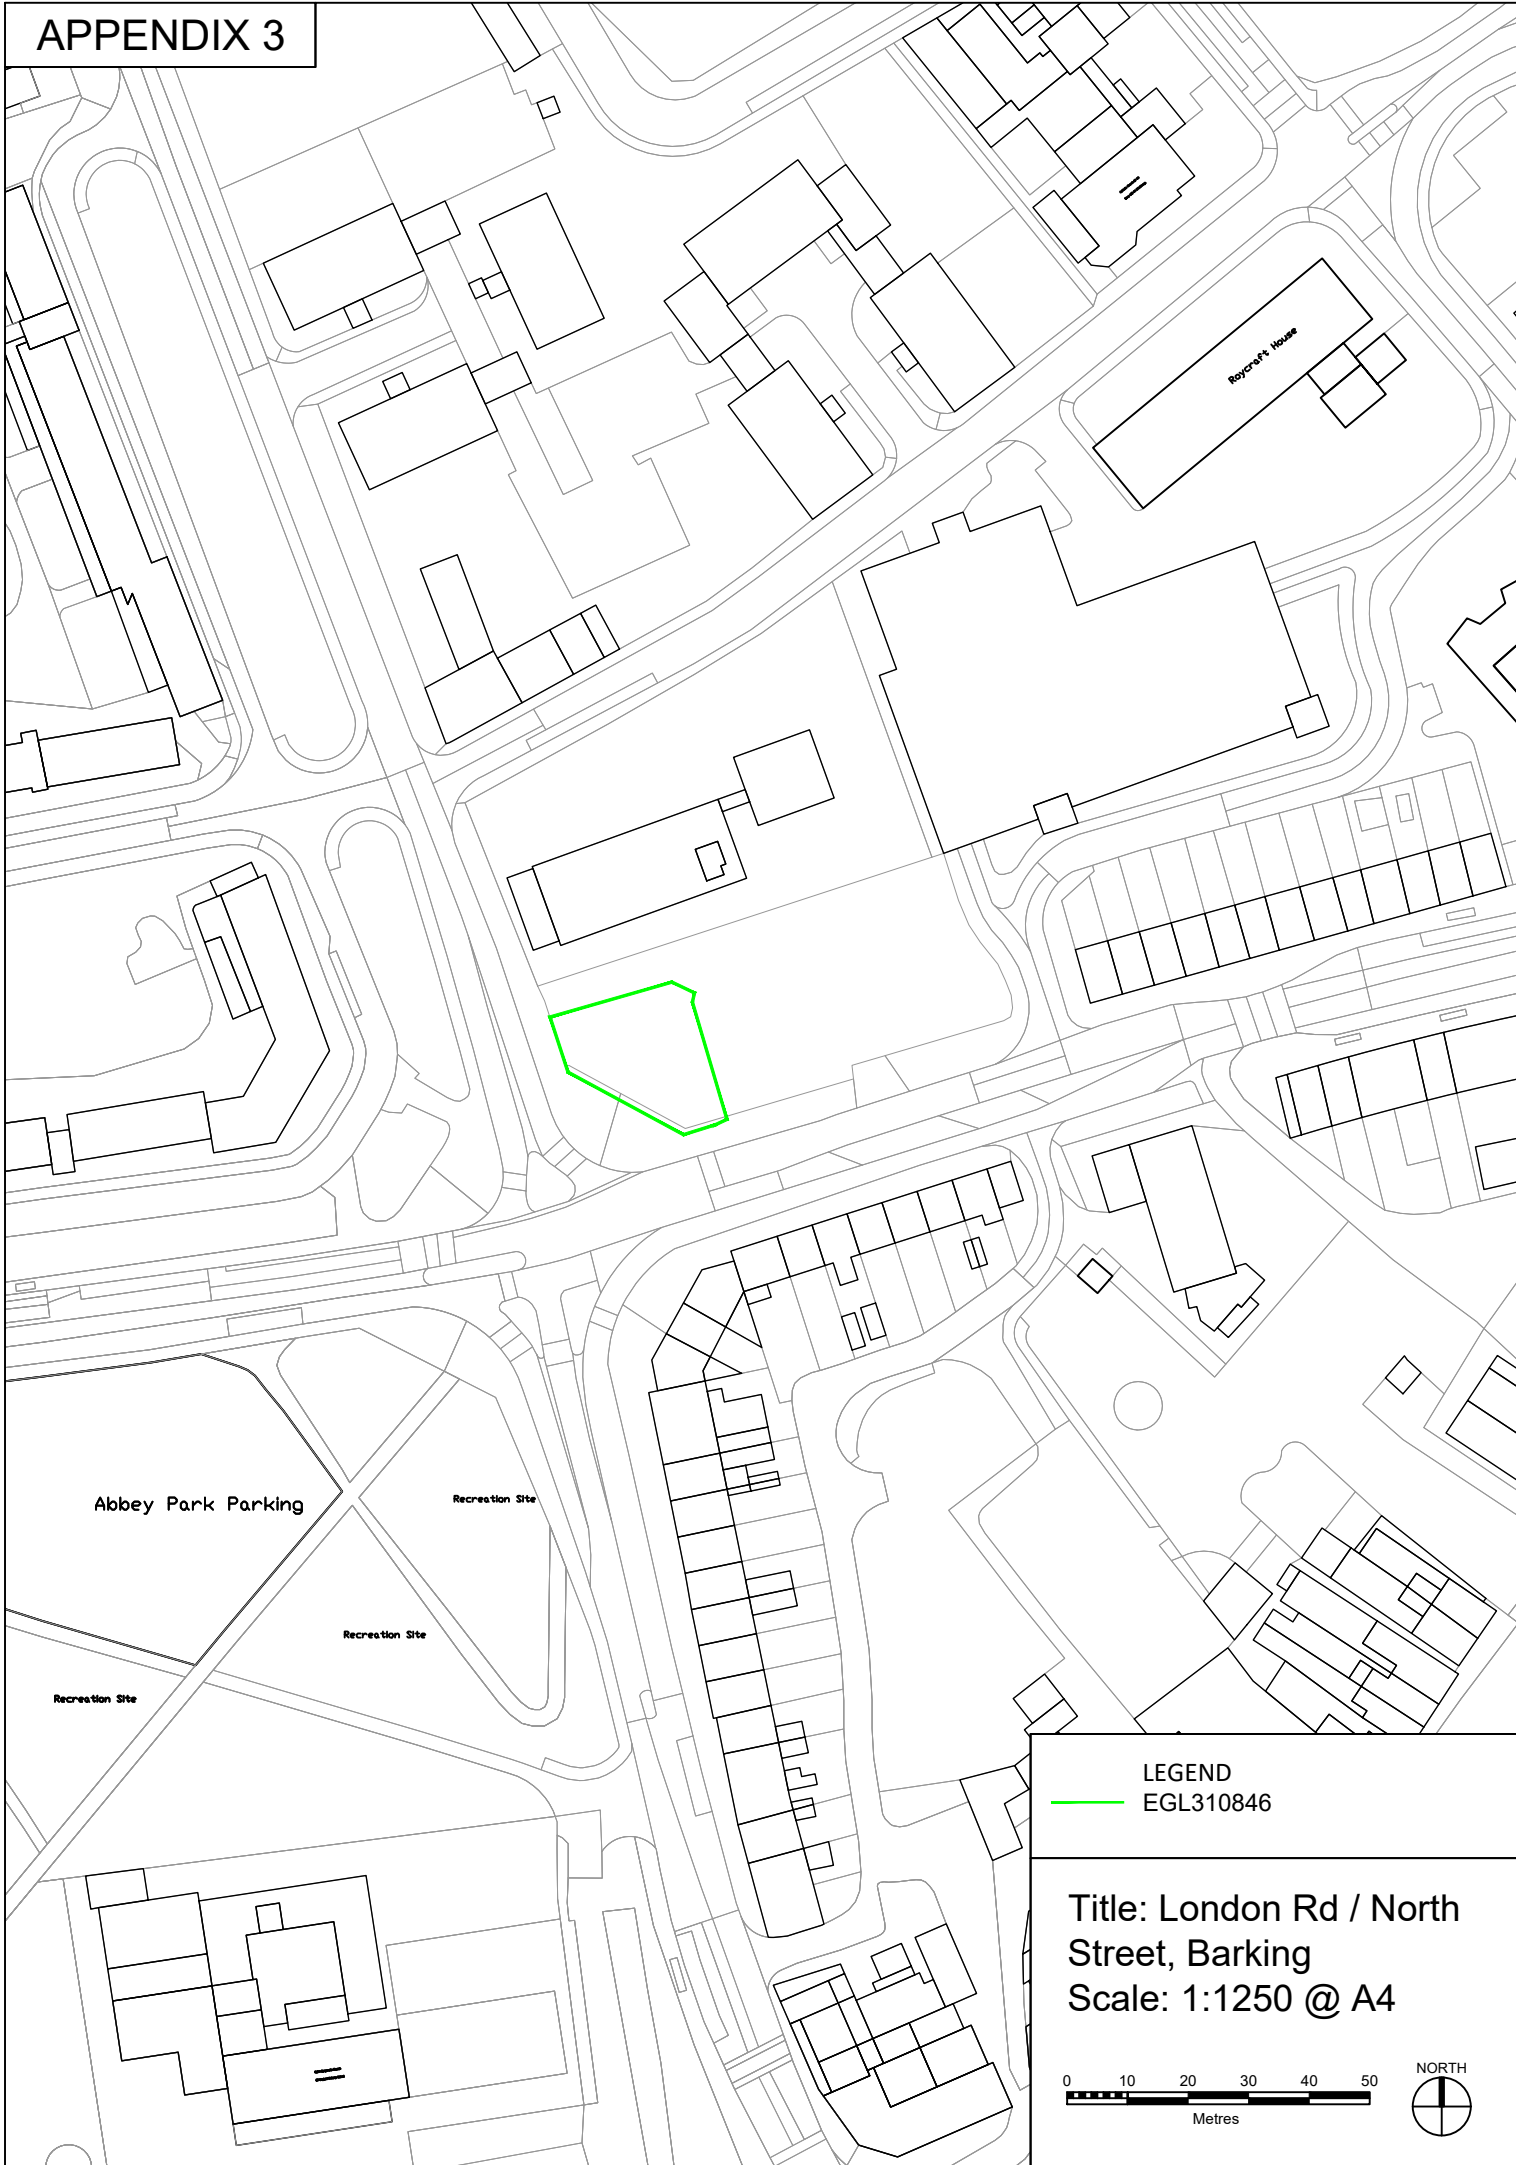 APPENDIX 3
Roycraft House
Abbey Park Parking
Recreation Site
Recreation Site
Recreation Site
LEGEND
EGL310846
Title: London Rd / North
Street, Barking
Scale: 1:1250 @ A4
0 10 20 30 40 50
Metres
NORTH